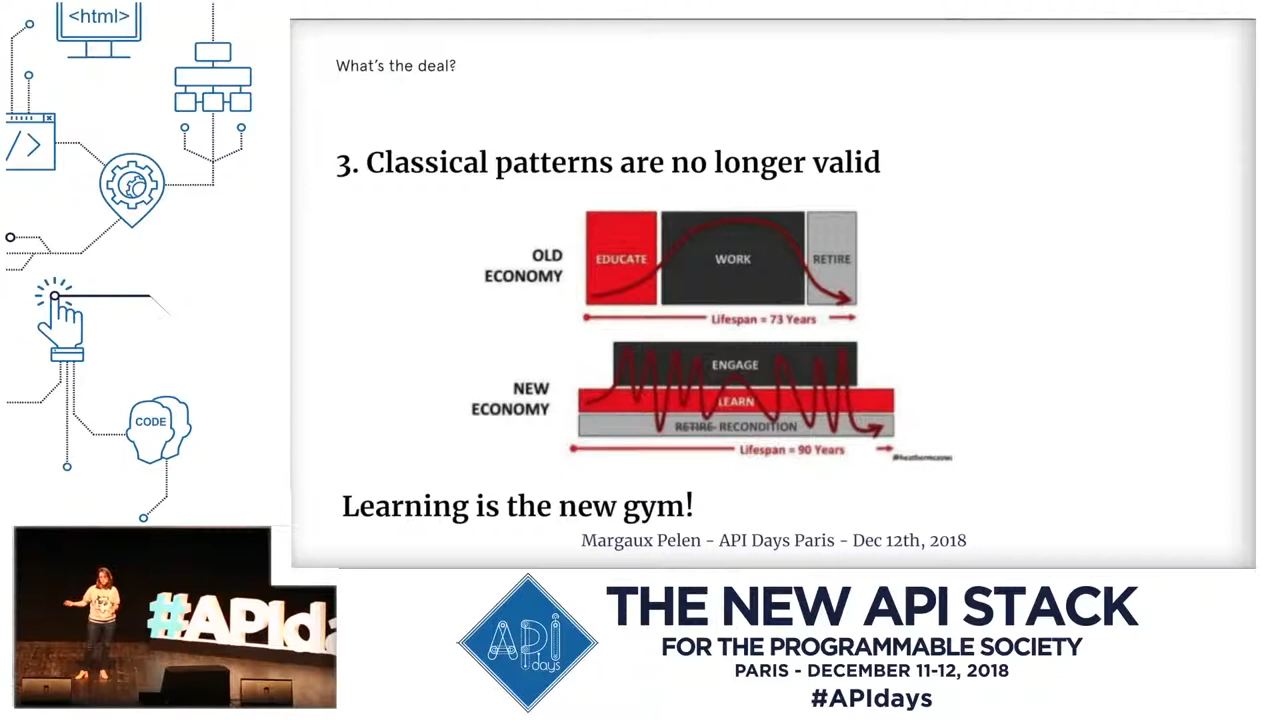 <html>
</>
CODE
What's the deal?
3. Classical patterns are no longer valid
OLD
ECONOMY
EDUCATE
WORK
RETIRE
Lifespan = 73 Years
NEW
ECONOMY
ENGAGE
LEARN
RETIRE- RECONDITION
Lifespan = 90 Years
Learning is the new gym!
Margaux Pelen - API Days Paris - Dec 12th, 2018
#APIda
API
days
THE NEW API STACK
FOR THE PROGRAMMABLE SOCIETY
PARIS - DECEMBER 11-12, 2018
#APIdays